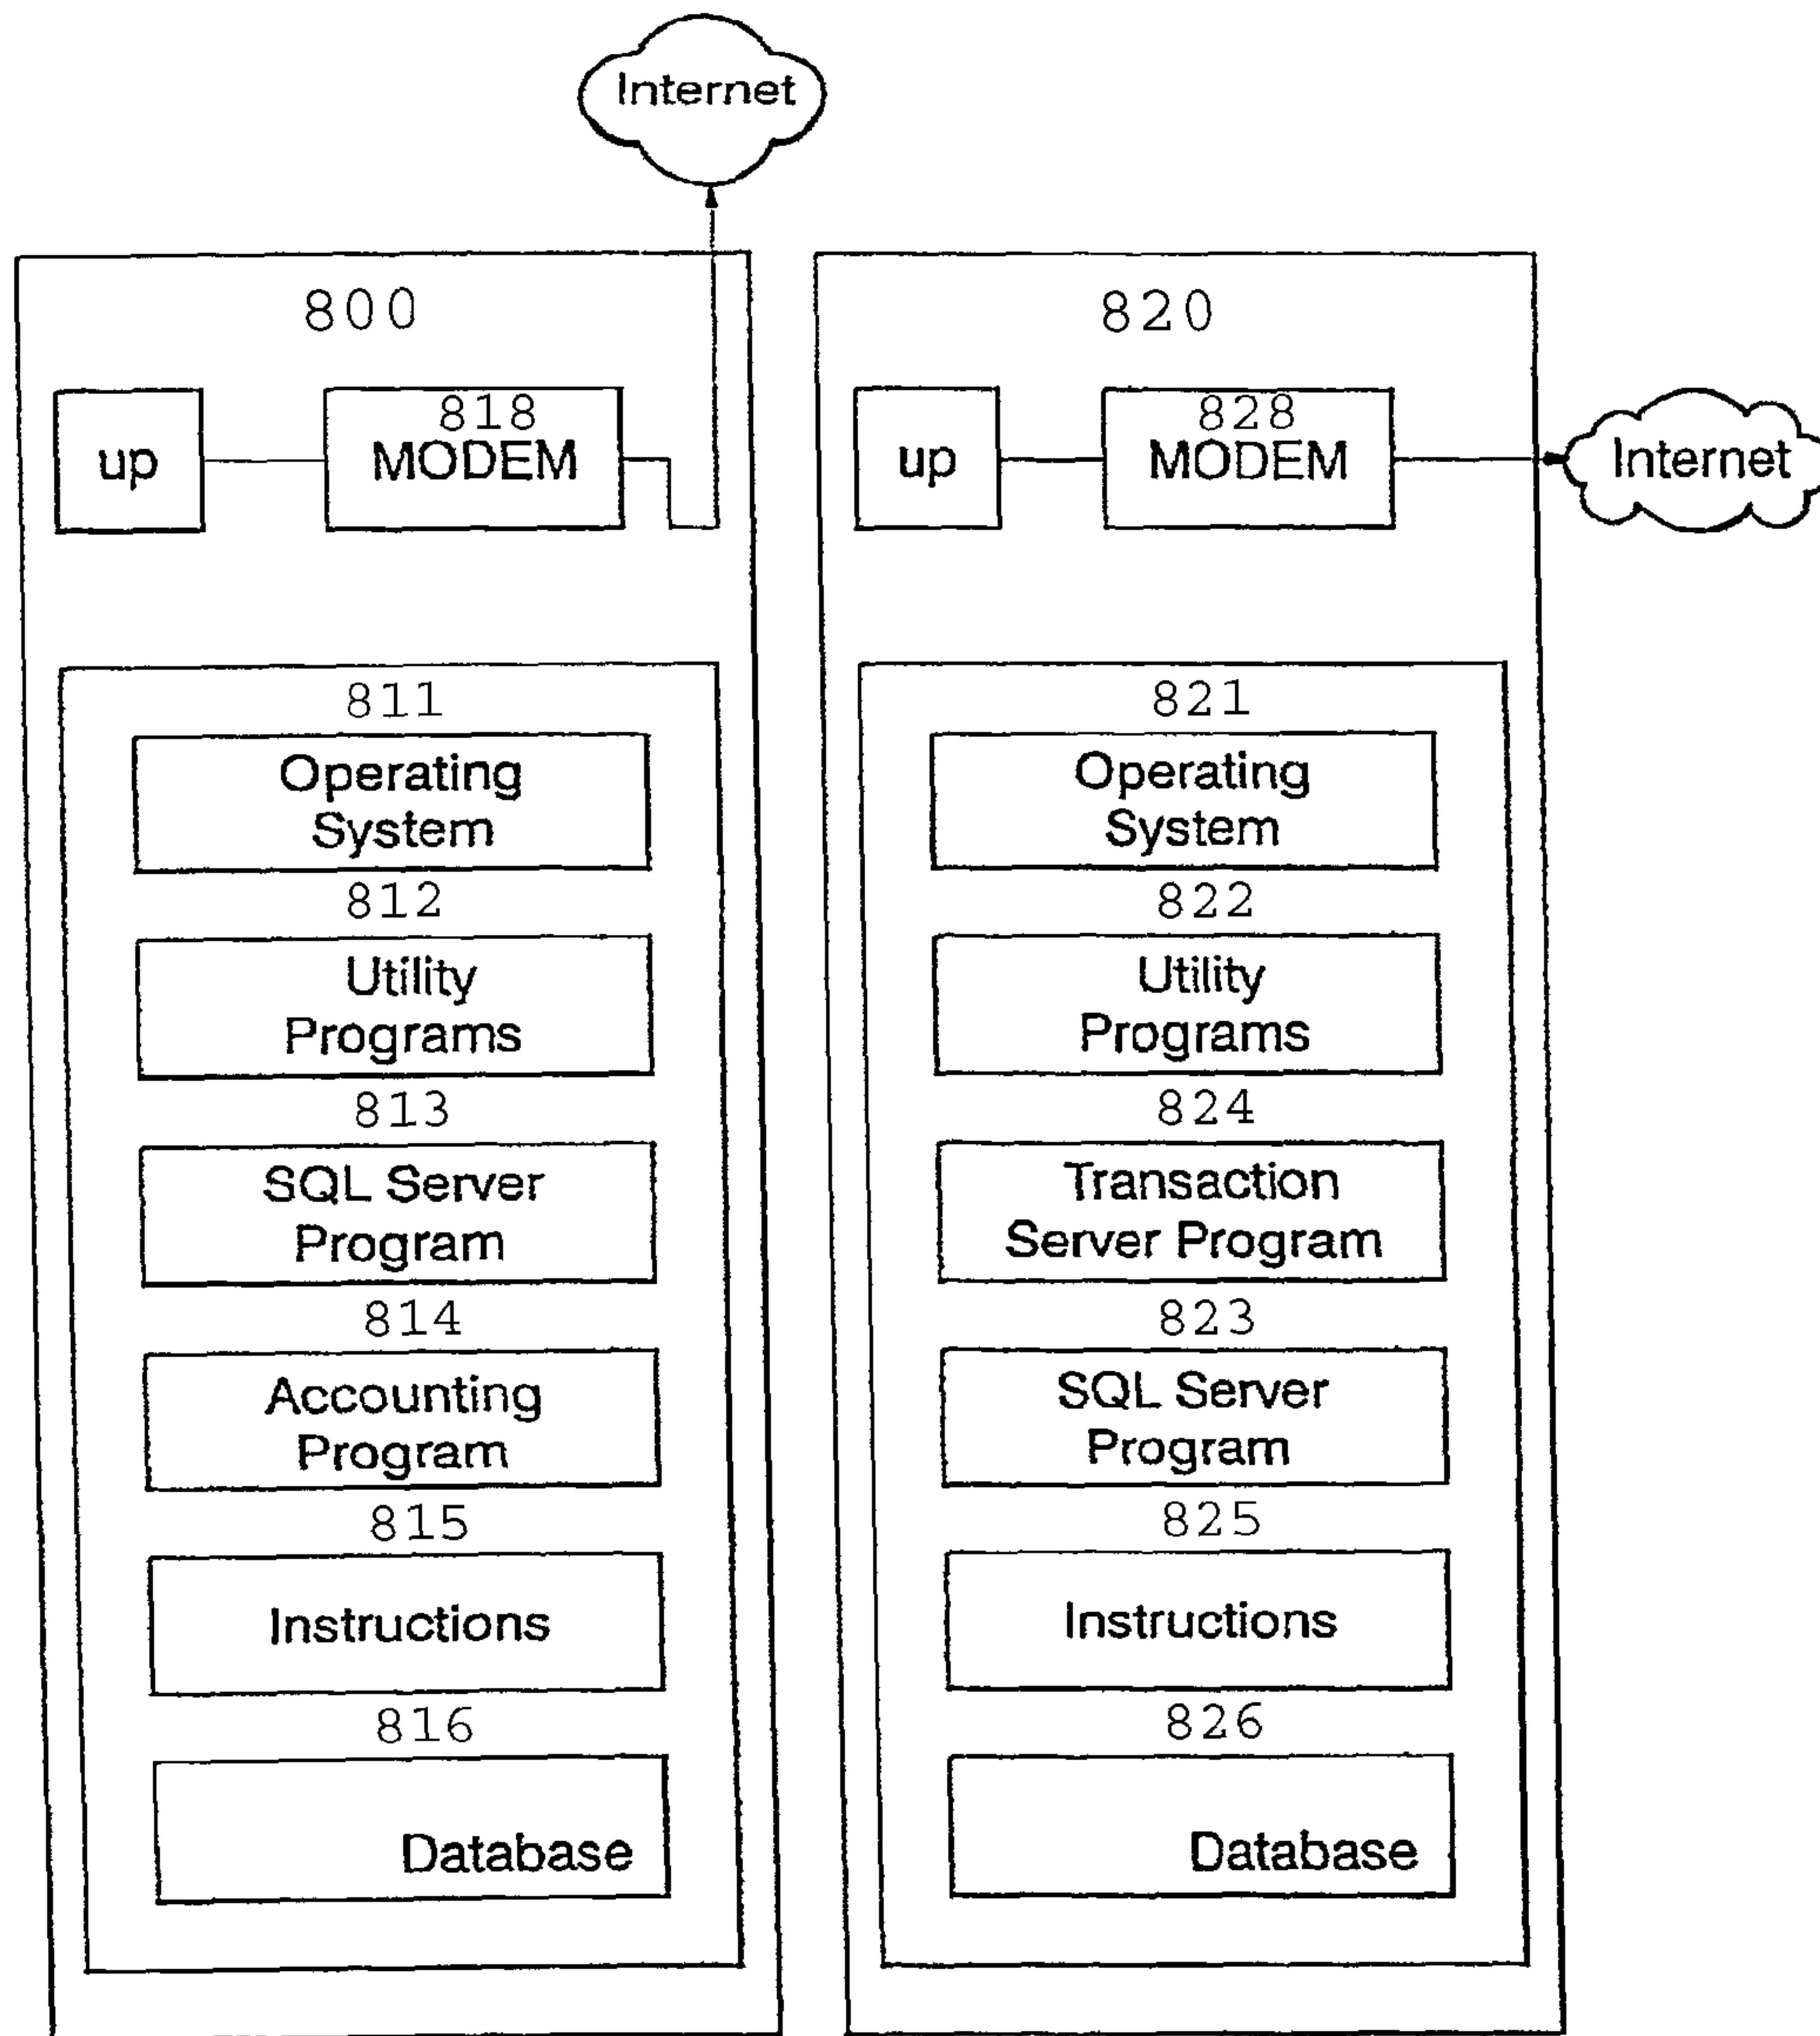 Internet
800
818
up
MODEM
811
Operating
System
812
Utility
Programs
813
SQL Server
Program
814
Accounting
Program
815
Instructions
816
Database
820
828
up
MODEM
Internet
821
Operating
System
822
Utility
Programs
824
Transaction
Server Program
823
SQL Server
Program
825
Instructions
826
Database